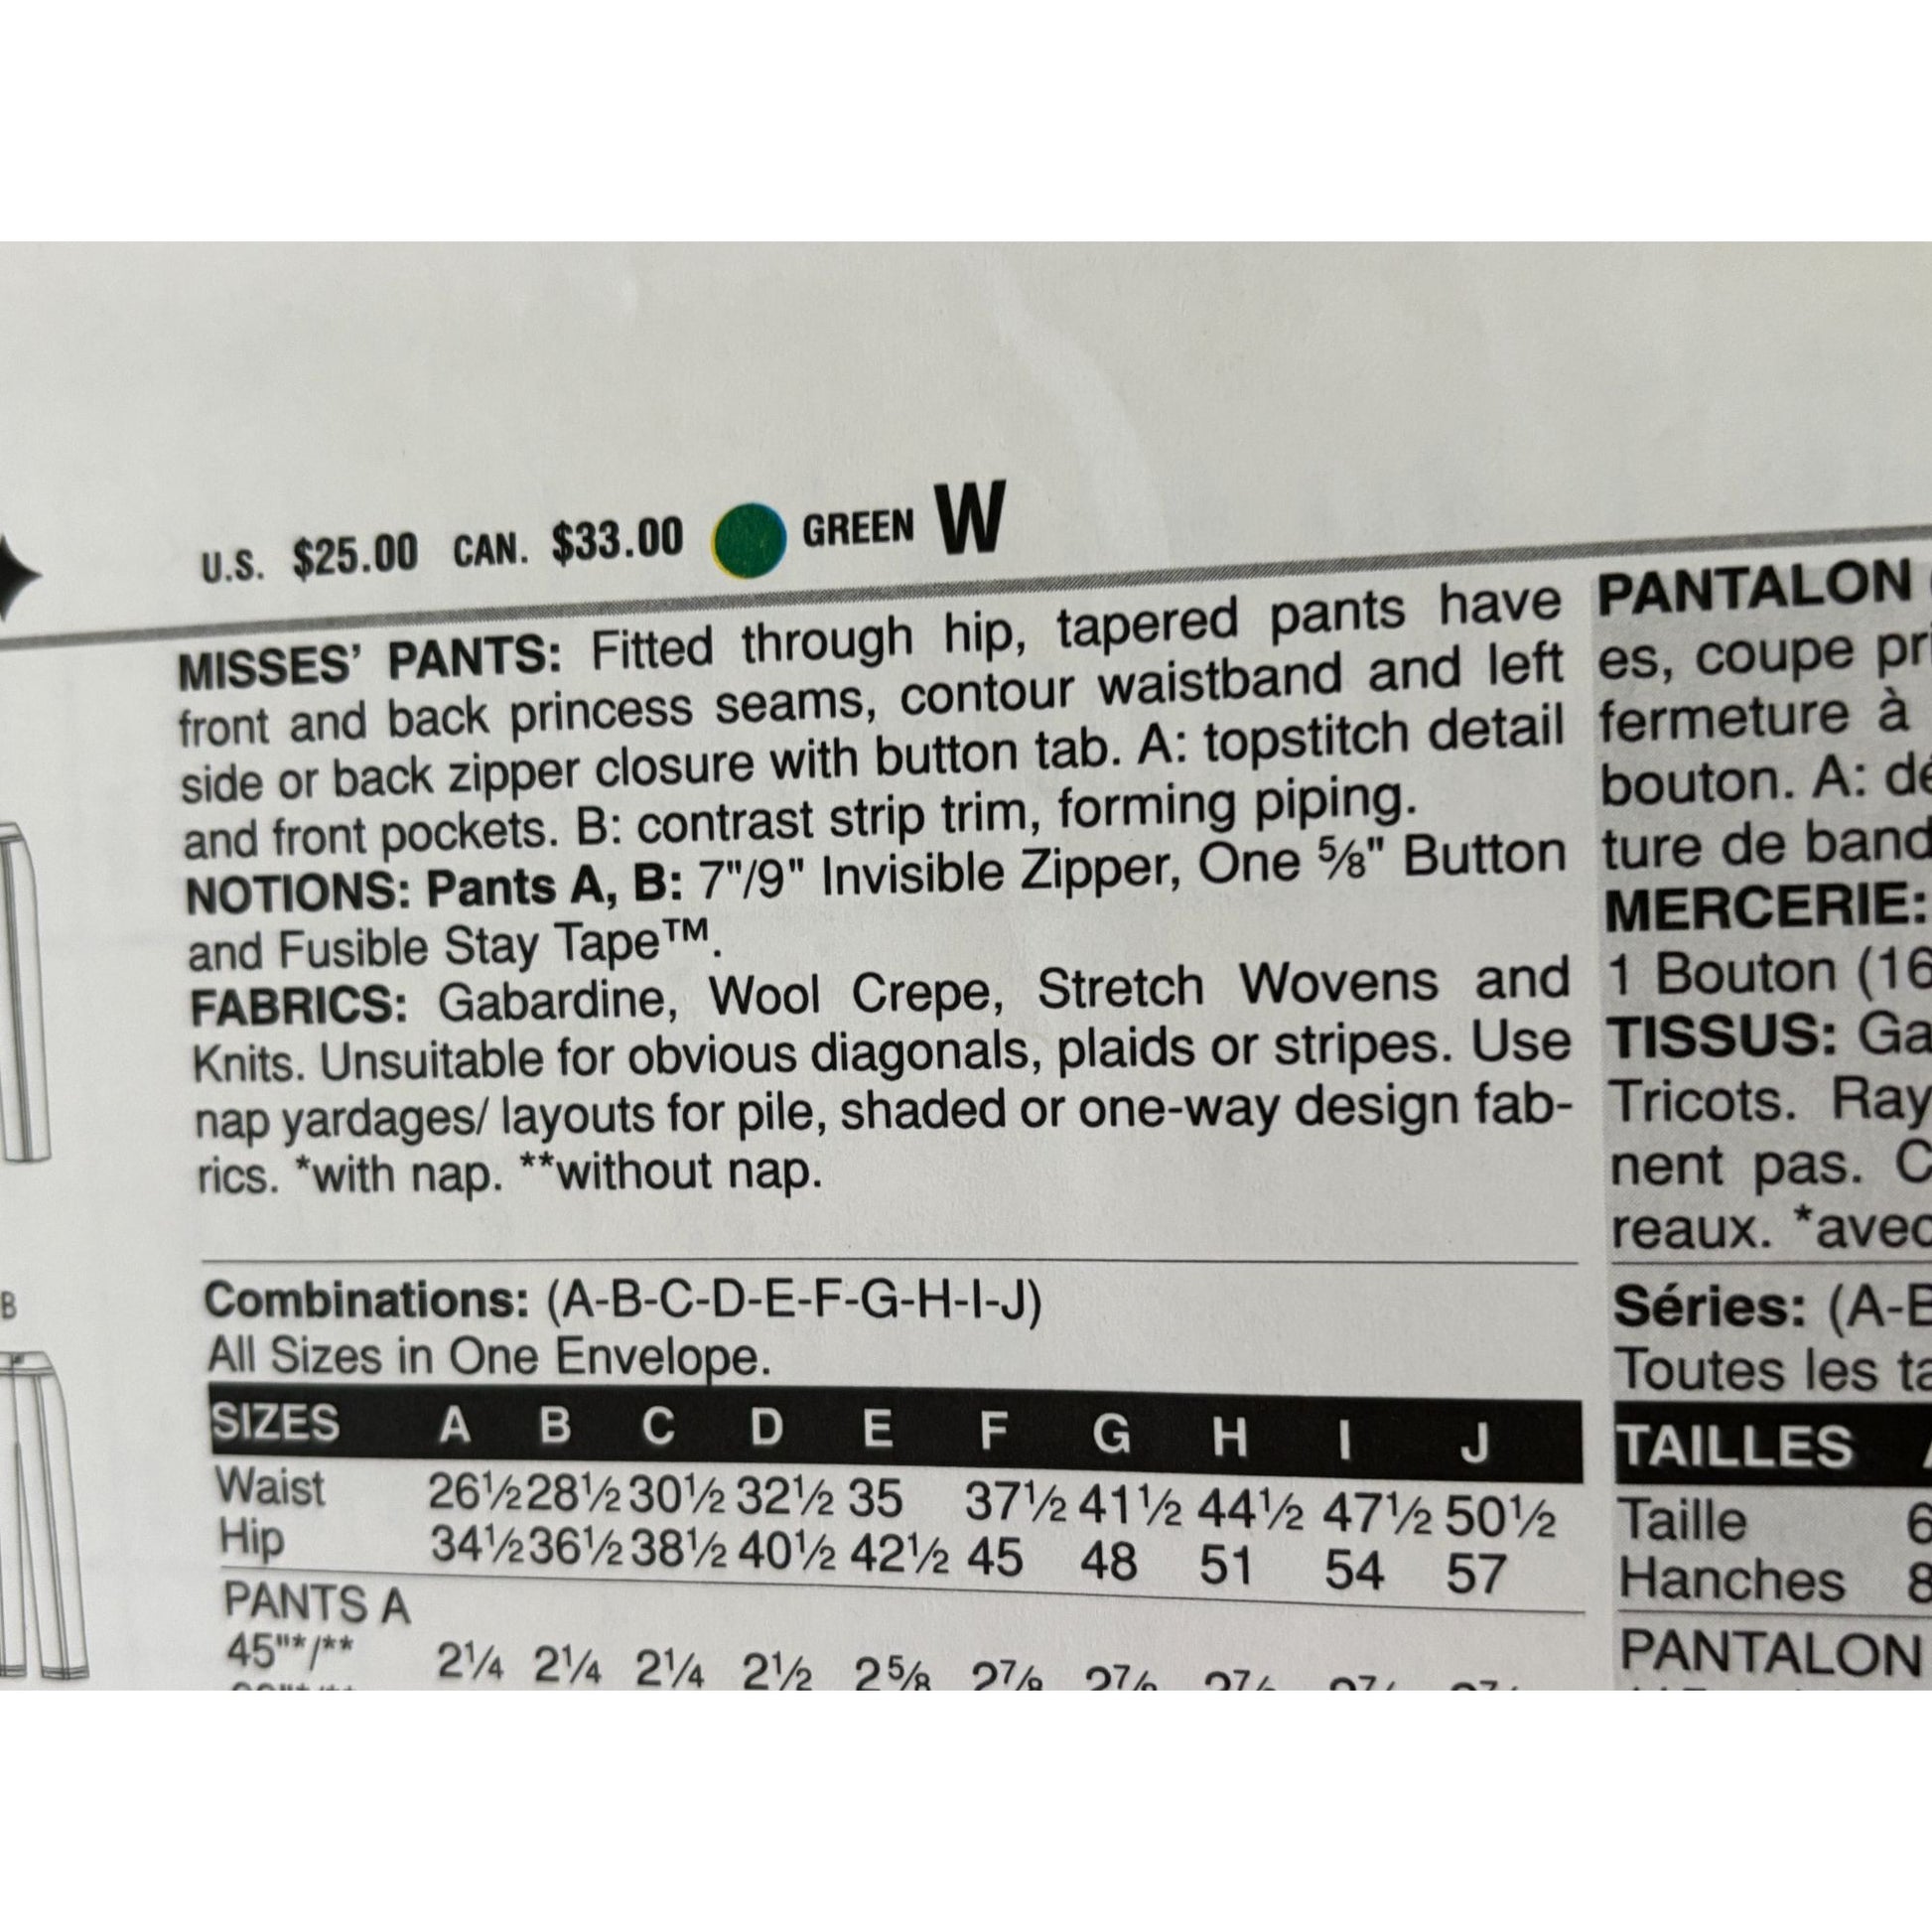 U.S. $25.00 CAN. $33.00 GREEN W
MISSES' PANTS: Fitted through hip, tapered pants have
front and back princess seams, contour waistband and left
side or back zipper closure with button tab. A: topstitch detail
and front pockets. B: contrast strip trim, forming piping.
NOTIONS: Pants A, B: 7"/9" Invisible Zipper, One ⅝" Button
and Fusible Stay Tape™.
FABRICS: Gabardine, Wool Crepe, Stretch Wovens and
Knits. Unsuitable for obvious diagonals, plaids or stripes. Use
nap yardages/ layouts for pile, shaded or one-way design fab-
rics. *with nap. **without nap.
Combinations: (A-B-C-D-E-F-G-H-I-J)
All Sizes in One Envelope.
SIZES A B C D E F G H I J
Waist 26½ 28½ 30½ 32½ 35 37½ 41½ 44½ 47½ 50½
Hip 34½ 36½ 38½ 40½ 42½ 45 48 51 54 57
PANTS A
45"*/** 2¼ 2¼ 2¼ 2½ 2⅝ 2⅞ 2⅞
B
PANTALON
es, coupe
fermeture à
bouton. A:
ture de
MERCERIE:
1 Bouton (16
TISSUS:
Tricots.
nent pas.
reaux. *avec
Séries: (A-B
Toutes les
TAILLES
Taille 6
Hanches 8
PANTALON